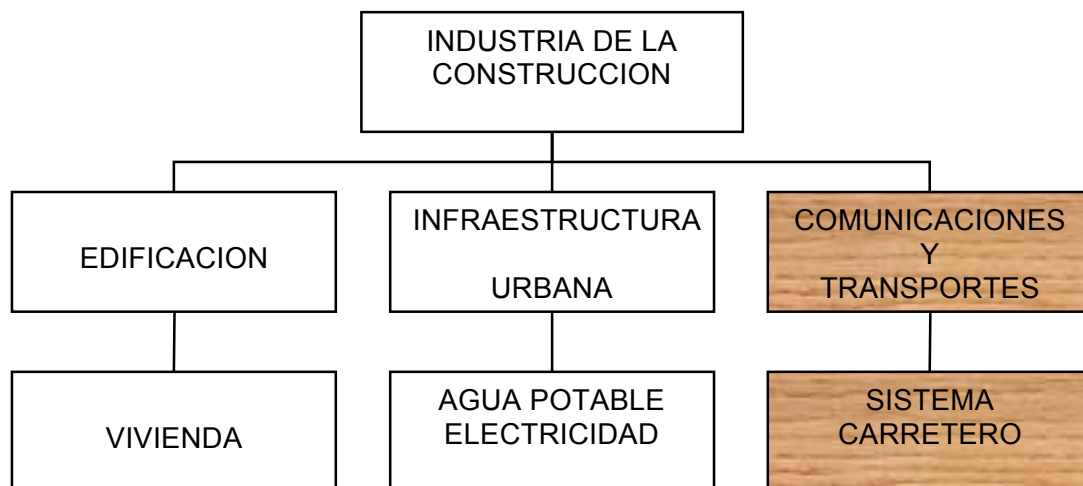 INDUSTRIA DE LA
CONSTRUCCION
EDIFICACION
INFRAESTRUCTURA
URBANA
COMUNICACIONES
Y
TRANSPORTES
VIVIENDA
AGUA POTABLE
ELECTRICIDAD
SISTEMA
CARRETERO